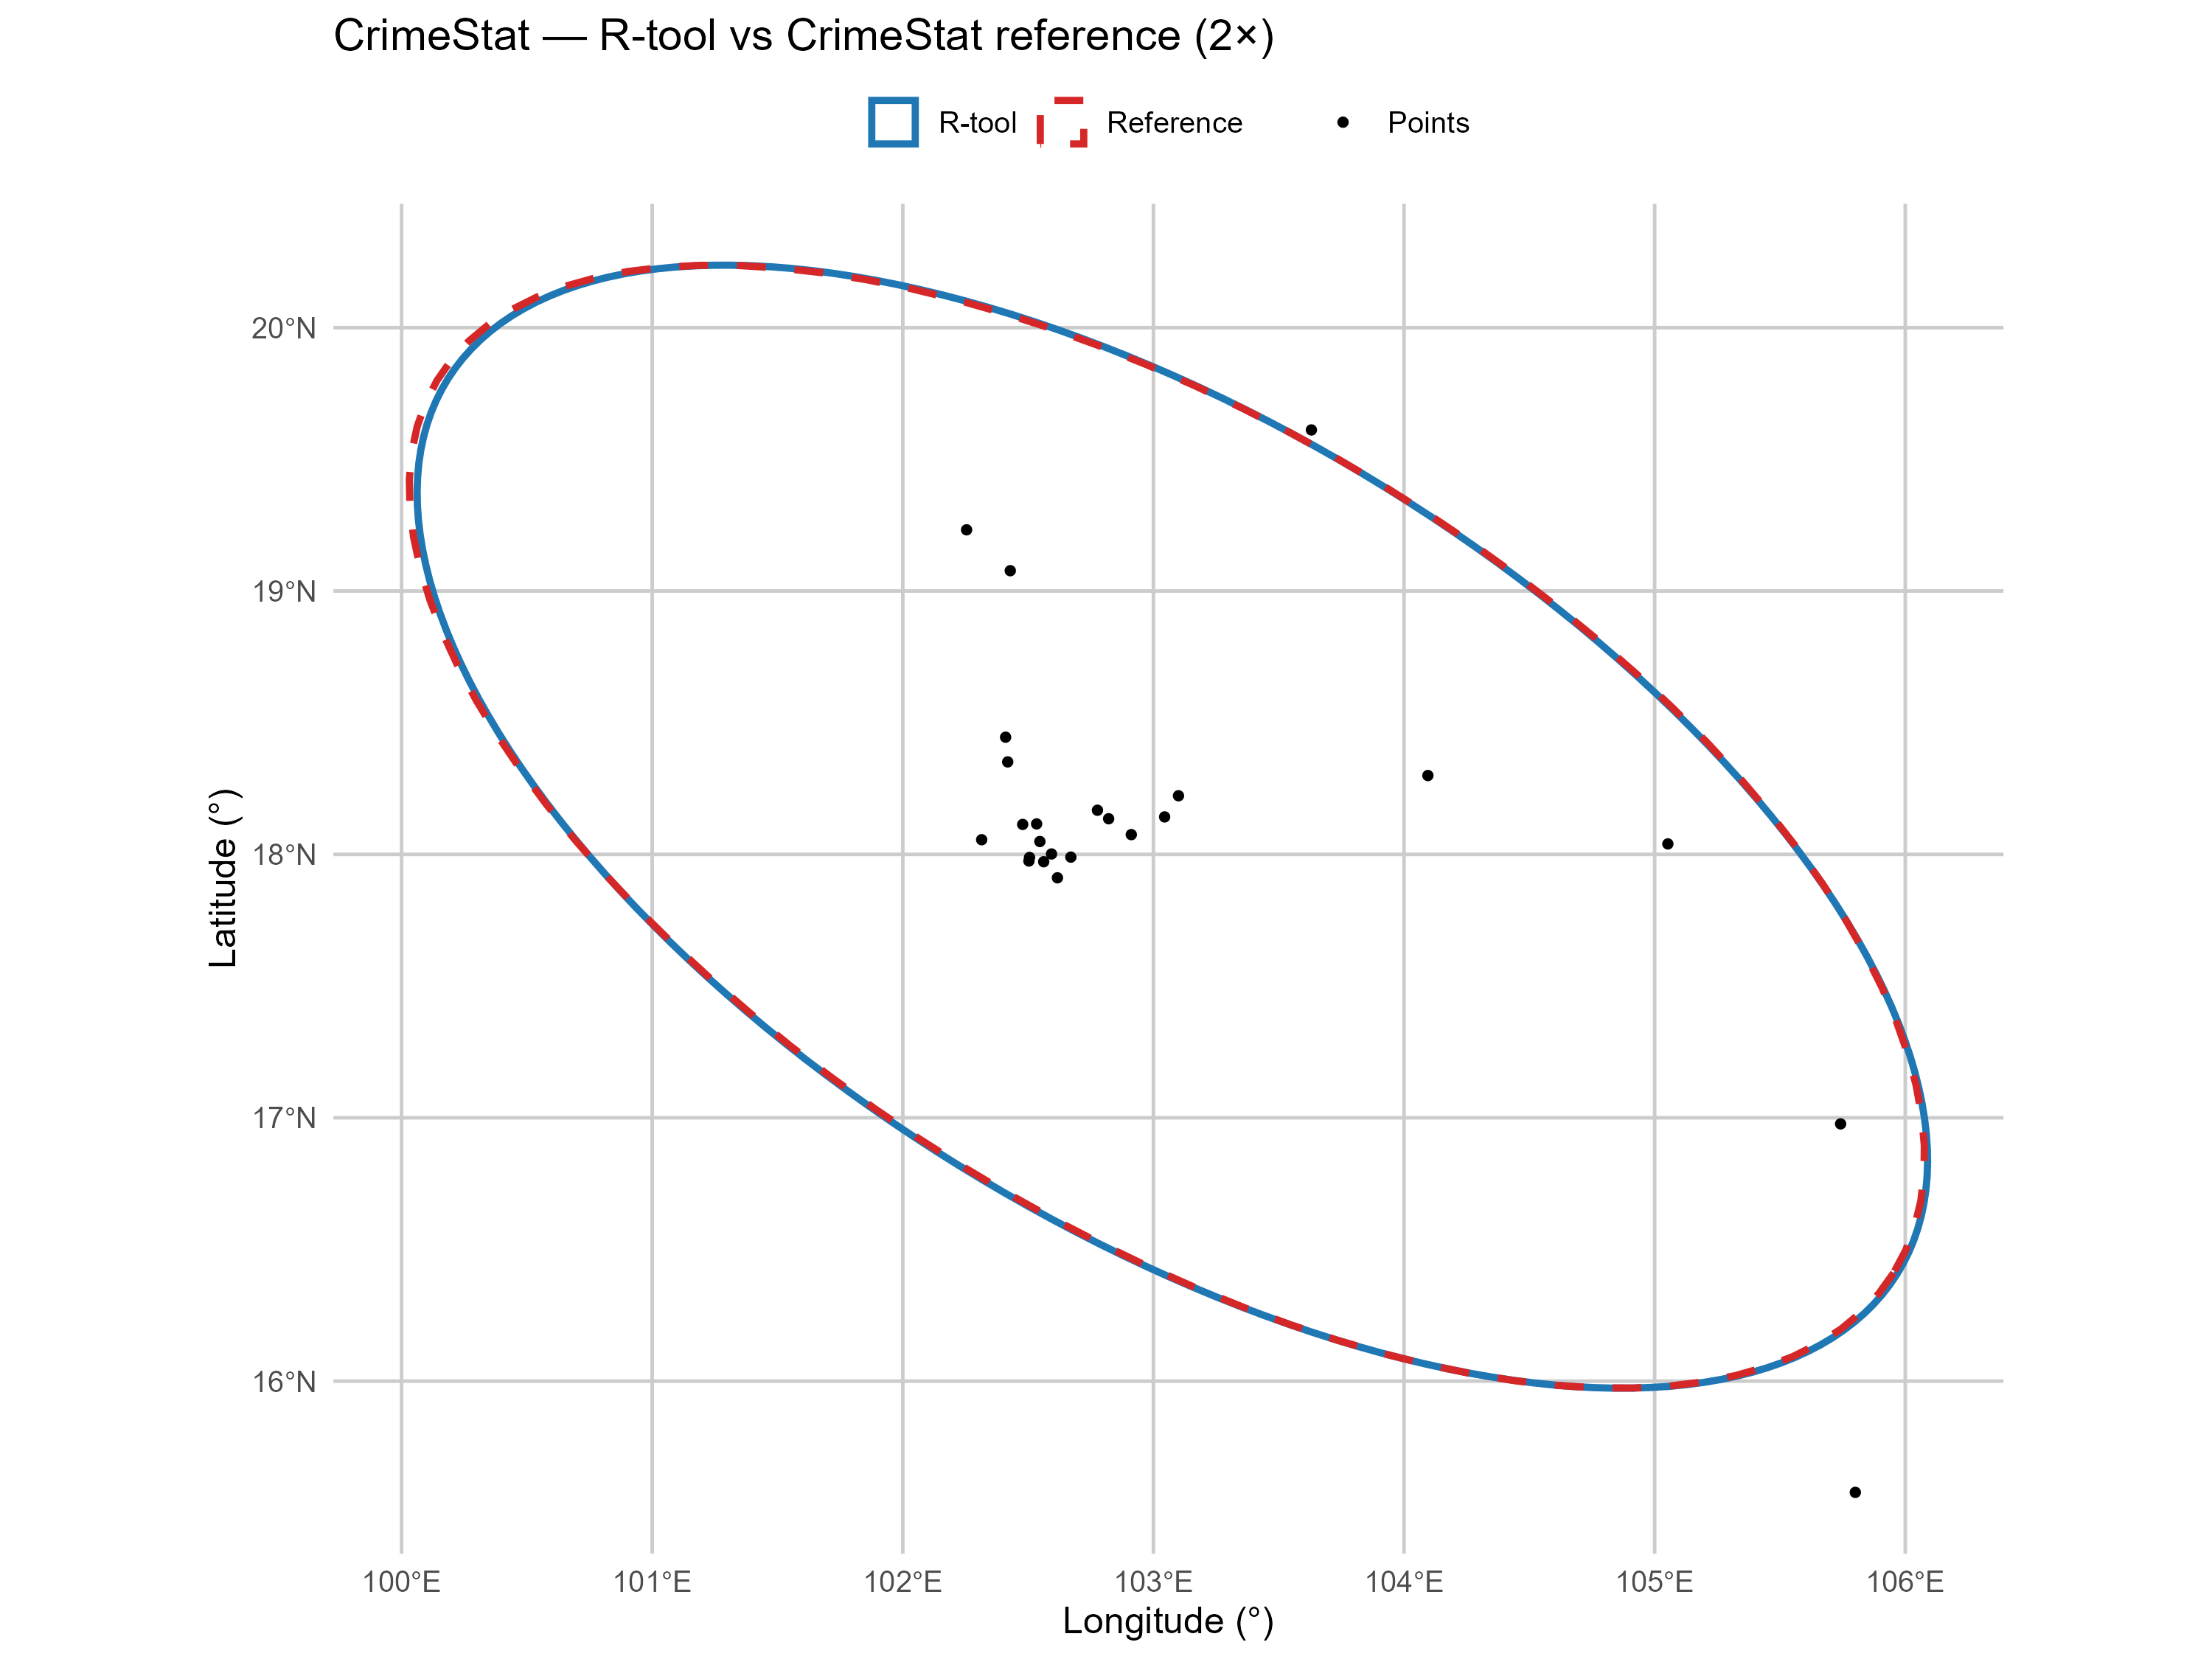 CrimeStat — R-tool vs CrimeStat reference (2×)
R-tool Reference Points
20°N
19°N
18°N
17°N
16°N
Latitude (°)
100°E 101°E 102°E 103°E 104°E 105°E 106°E
Longitude (°)